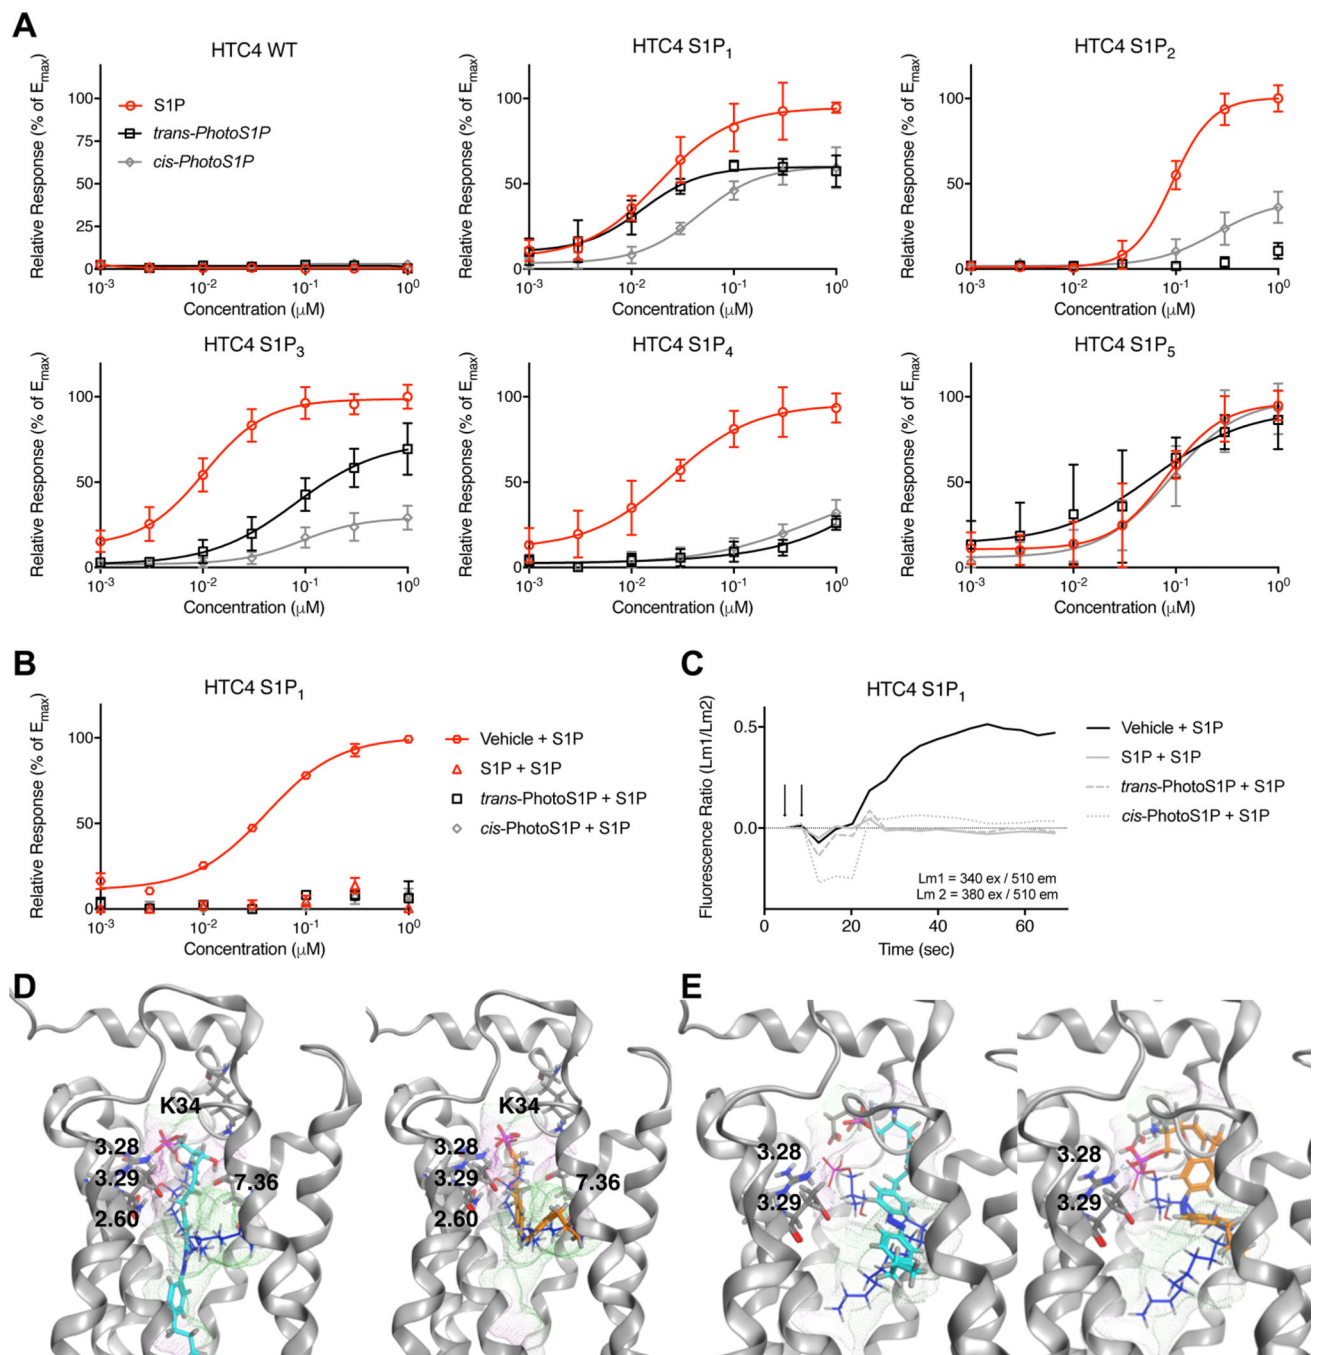 A
HTC4 WT
Relative Response (% of Emax)
100
75
50
25
0
S1P
trans-PhotoS1P
cis-PhotoS1P
10-3
10-2
10-1
100
Concentration (μM)
HTC4 S1P1
Relative Response (% of Emax)
100
50
0
10-3
10-2
10-1
100
Concentration (μM)
HTC4 S1P2
Relative Response (% of Emax)
100
50
0
10-3
10-2
10-1
100
Concentration (μM)
HTC4 S1P3
Relative Response (% of Emax)
100
50
0
10-3
10-2
10-1
100
Concentration (μM)
HTC4 S1P4
Relative Response (% of Emax)
100
50
0
10-3
10-2
10-1
100
Concentration (μM)
HTC4 S1P5
Relative Response (% of Emax)
100
50
0
10-3
10-2
10-1
100
Concentration (μM)
B
HTC4 S1P1
Relative Response (% of Emax)
100
50
0
10-3
10-2
10-1
100
Concentration (μM)
Vehicle + S1P
S1P + S1P
trans-PhotoS1P + S1P
cis-PhotoS1P + S1P
C
HTC4 S1P1
Fluorescence Ratio (Lm1/Lm2)
0.5
0.0
Lm1 = 340 ex / 510 em
Lm 2 = 380 ex / 510 em
0
20
40
60
Time (sec)
Vehicle + S1P
S1P + S1P
trans-PhotoS1P + S1P
cis-PhotoS1P + S1P
D
K34
3.28
3.29
7.36
2.60
K34
3.28
3.29
7.36
2.60
E
3.28
3.29
3.28
3.29